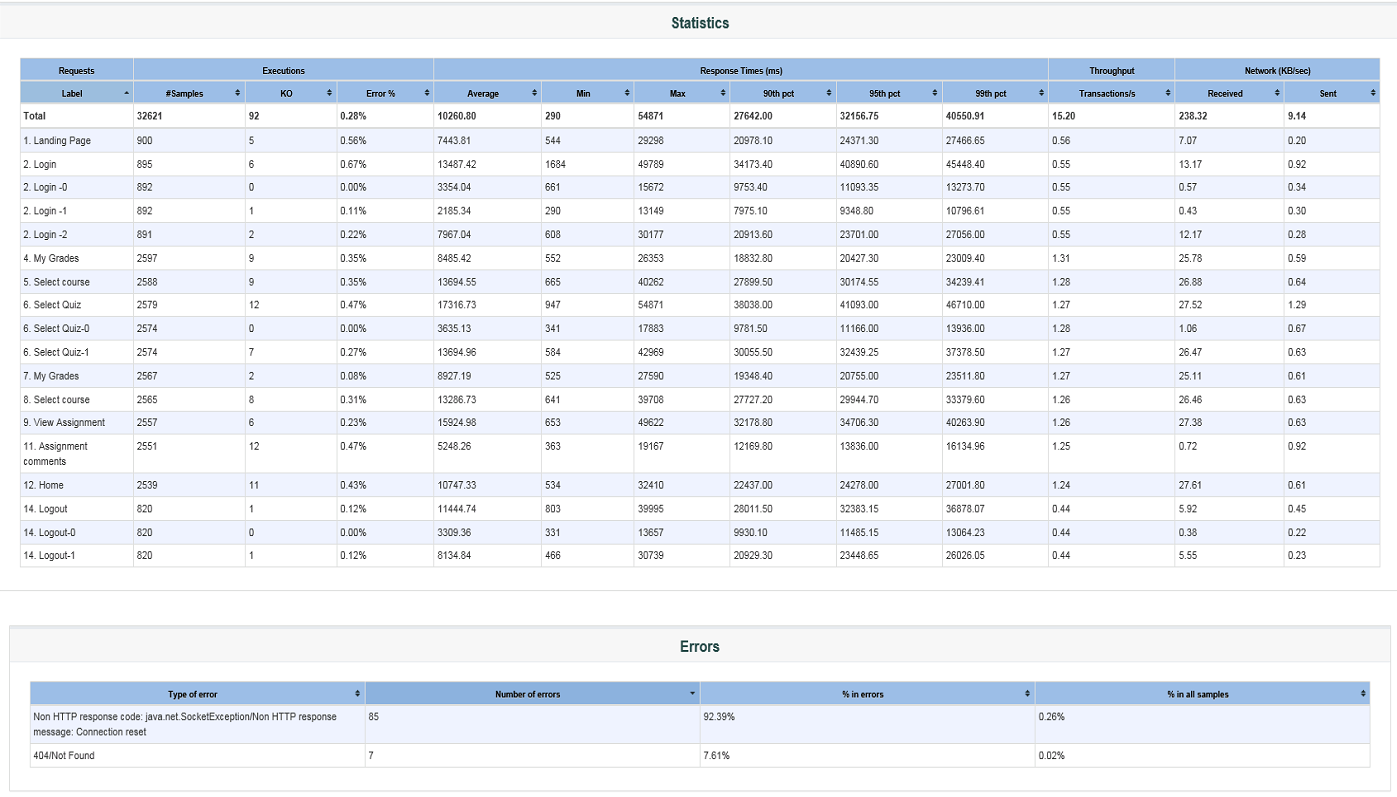 Statistics
Requests Executions Response Times (ms) Throughput Network (KB/sec)
Label #Samples KO Error % Average Min Max 90th pct 95th pct 99th pct Transactions/s Received Sent
Total 32621 92 0.28% 10260.80 290 54871 27642.00 32156.75 40550.91 15.20 238.32 9.14
1. Landing Page 900 5 0.56% 7443.81 544 29298 20978.10 24371.30 27466.65 0.56 7.07 0.20
2. Login 895 6 0.67% 13487.42 1684 49789 34173.40 40890.60 45448.40 0.55 13.17 0.92
2. Login -0 892 0 0.00% 3354.04 661 15672 9753.40 11093.35 13273.70 0.55 0.57 0.34
2. Login -1 892 1 0.11% 2185.34 290 13149 7975.10 9348.80 10796.61 0.55 0.43 0.30
2. Login -2 891 2 0.22% 7967.04 608 30177 20913.60 23701.00 27056.00 0.55 12.17 0.28
4. My Grades 2597 9 0.35% 8485.42 552 26353 18832.80 20427.30 23009.40 1.31 25.78 0.59
5. Select course 2588 9 0.35% 13694.55 665 40262 27899.50 30174.55 34239.41 1.28 26.88 0.64
6. Select Quiz 2579 12 0.47% 17316.73 947 54871 38038.00 41093.00 46710.00 1.27 27.52 1.29
6. Select Quiz-0 2574 0 0.00% 3635.13 341 17883 9781.50 11166.00 13936.00 1.28 1.06 0.67
6. Select Quiz-1 2574 7 0.27% 13694.96 584 42969 30055.50 32439.25 37378.50 1.27 26.47 0.63
7. My Grades 2567 2 0.08% 8927.19 525 27590 19348.40 20755.00 23511.80 1.27 25.11 0.61
8. Select course 2565 8 0.31% 13286.73 641 39708 27727.20 29944.70 33379.60 1.26 26.46 0.63
9. View Assignment 2557 6 0.23% 15924.98 653 49622 32178.80 34706.30 40263.90 1.26 27.38 0.63
11. Assignment 2551 12 0.47% 5248.26 363 19167 12169.80 13836.00 16134.96 1.25 0.72 0.92
comments
12. Home 2539 11 0.43% 10747.33 534 32410 22437.00 24278.00 27001.80 1.24 27.61 0.61
14. Logout 820 1 0.12% 11444.74 803 39995 28011.50 32383.15 36878.07 0.44 5.92 0.45
14. Logout-0 820 0 0.00% 3309.36 331 13657 9930.10 11485.15 13064.23 0.44 0.38 0.22
14. Logout-1 820 1 0.12% 8134.84 466 30739 20929.30 23448.65 26026.05 0.44 5.55 0.23
Errors
Type of error Number of errors % in errors % in all samples
Non HTTP response code: java.net.SocketException/Non HTTP response 85 92.39% 0.26%
message: Connection reset
404/Not Found 7 7.61% 0.02%